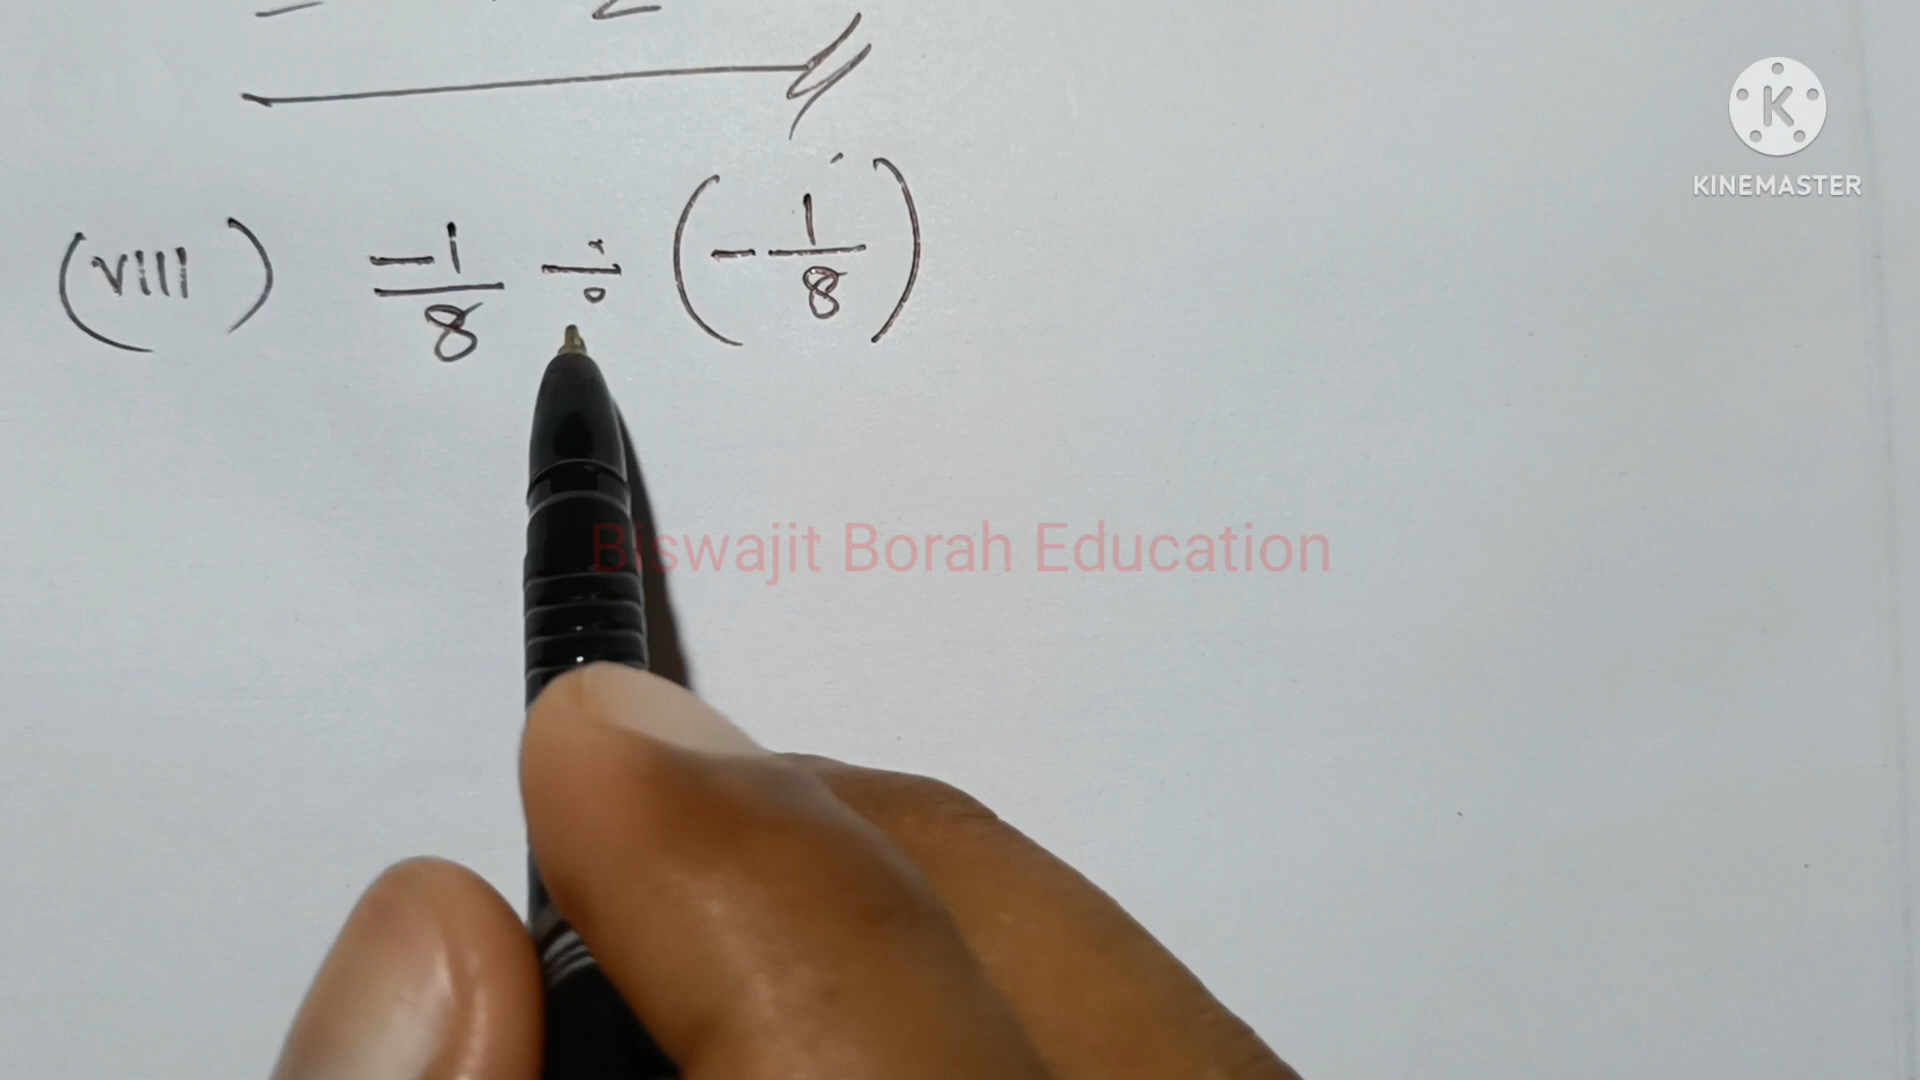 KINEMASTER
(viii) -1/8 ÷ (-1/8)
Biswajit Borah Education